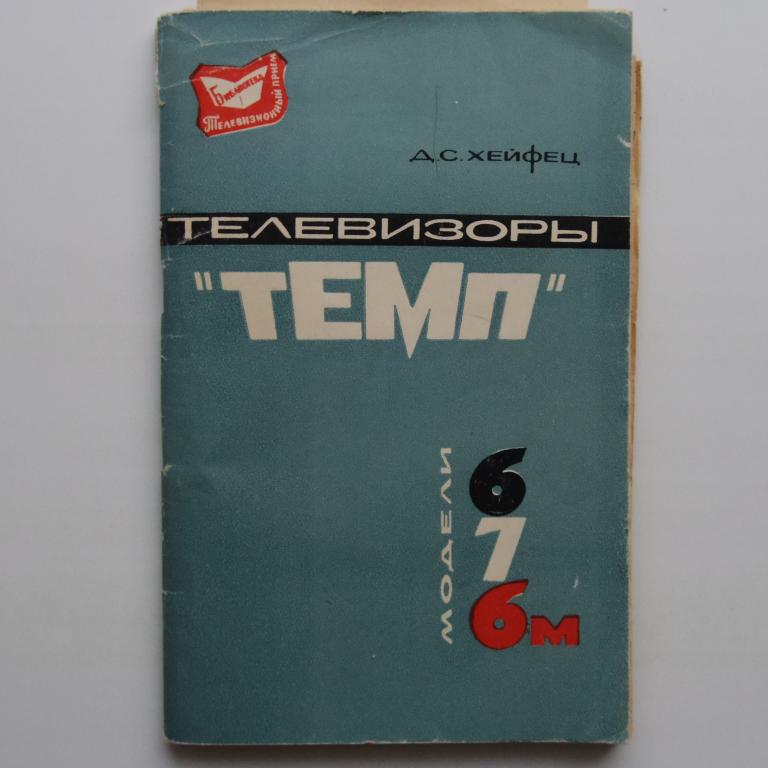 Библиотека
Телевизионный прием
Д.С. ХЕЙФЕЦ
ТЕЛЕВИЗОРЫ
"ТЕМП"
МОДЕЛИ
6
7
6М